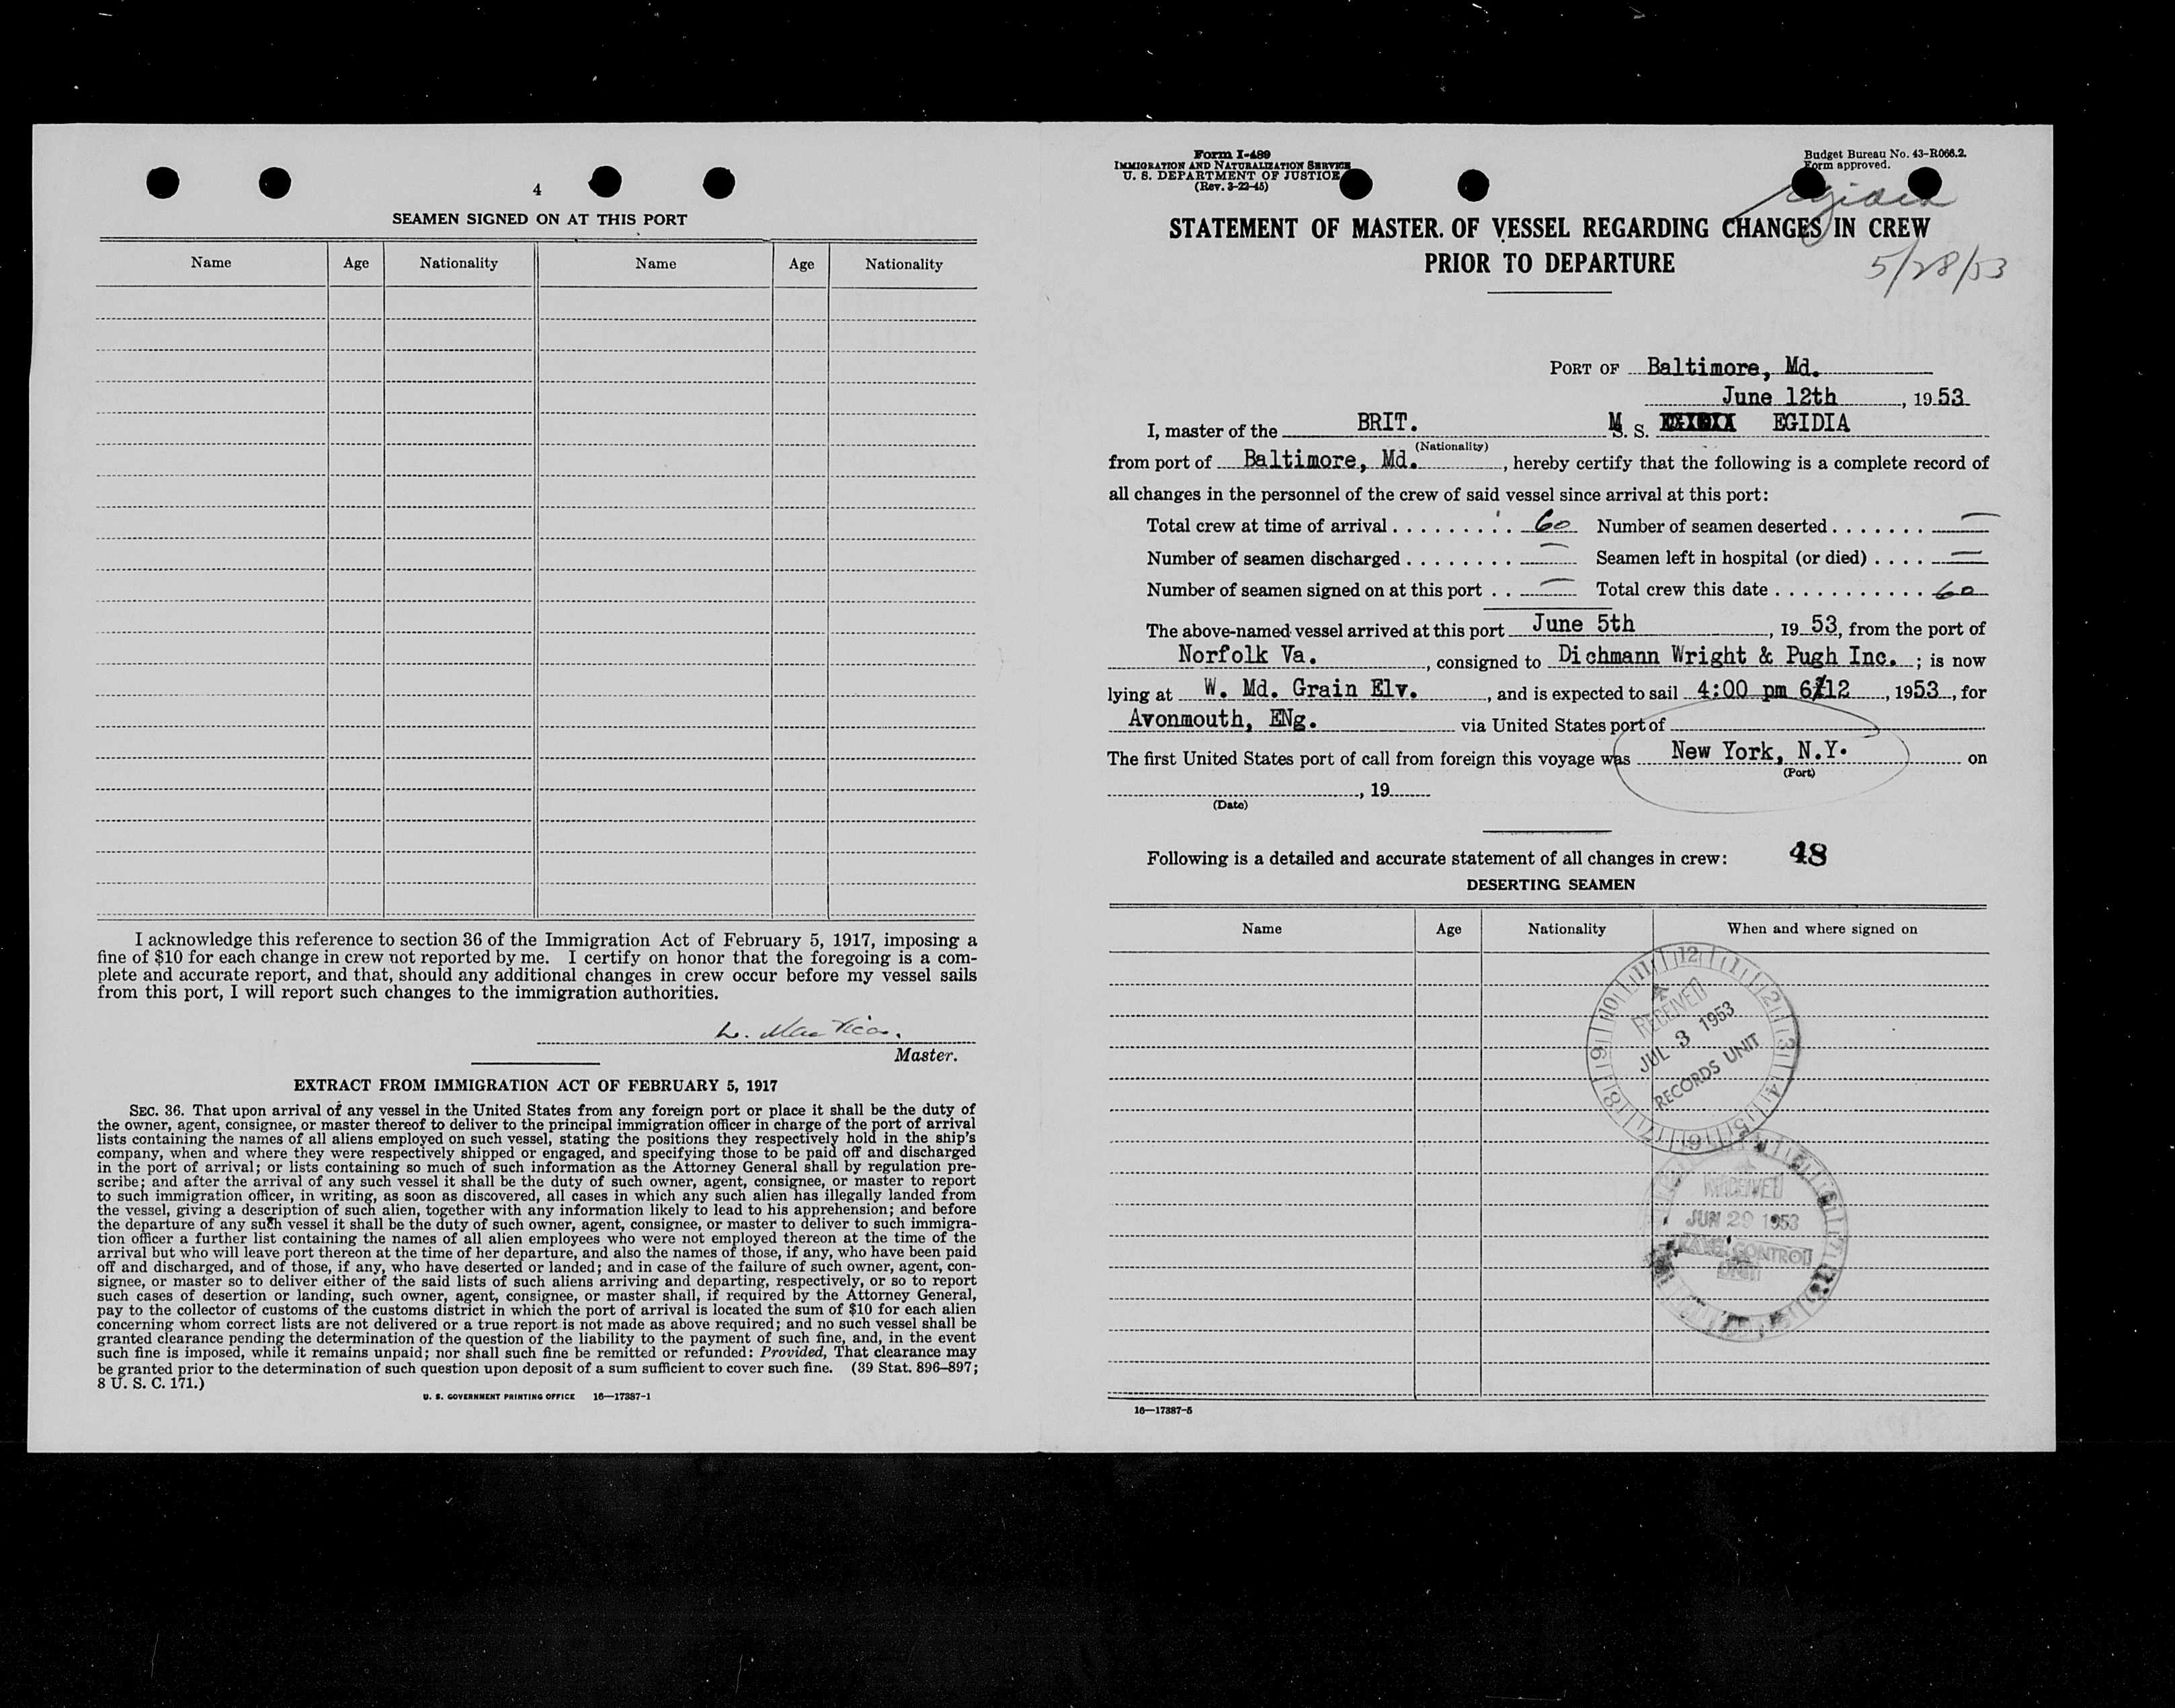 4
SEAMEN SIGNED ON AT THIS PORT
Name Age Nationality Name Age Nationality
I acknowledge this reference to section 36 of the Immigration Act of February 5, 1917, imposing a
fine of $10 for each change in crew not reported by me. I certify on honor that the foregoing is a com-
plete and accurate report, and that, should any additional changes in crew occur before my vessel sails
from this port, I will report such changes to the immigration authorities.
Master.
EXTRACT FROM IMMIGRATION ACT OF FEBRUARY 5, 1917
SEC. 36. That upon arrival of any vessel in the United States from any foreign port or place it shall be the duty of
the owner, agent, consignee, or master thereof to deliver to the principal immigration officer in charge of the port of arrival
lists containing the names of all aliens employed on such vessel, stating the positions they respectively hold in the ship's
company, when and where they were respectively shipped or engaged, and specifying those to be paid off and discharged
in the port of arrival; or lists containing so much of such information as the Attorney General shall by regulation pre-
scribe; and after the arrival of any such vessel it shall be the duty of such owner, agent, consignee, or master to report
to such immigration officer, in writing, as soon as discovered, all cases in which any such alien has illegally landed from
the vessel, giving a description of such alien, together with any information likely to lead to his apprehension; and before
the departure of any such vessel it shall be the duty of such owner, agent, consignee, or master to deliver to such immigra-
tion officer a further list containing the names of all alien employees who were not employed thereon at the time of the
arrival but who will leave port thereon at the time of her departure, and also the names of those, if any, who have been paid
off and discharged, and of those, if any, who have deserted or landed; and in case of the failure of such owner, agent, con-
signee, or master so to deliver either of the said lists of such aliens arriving and departing, respectively, or so to report
such cases of desertion or landing, such owner, agent, consignee, or master shall, if required by the Attorney General,
pay to the collector of customs of the customs district in which the port of arrival is located the sum of $10 for each alien
concerning whom correct lists are not delivered or a true report is not made as above required; and no such vessel shall be
granted clearance pending the determination of the question of the liability to the payment of such fine, and, in the event
such fine is imposed, while it remains unpaid; nor shall such fine be remitted or refunded: Provided, That clearance may
be granted prior to the determination of such question upon deposit of a sum sufficient to cover such fine. (39 Stat. 896–897;
8 U. S. C. 171.)
U. S. GOVERNMENT PRINTING OFFICE 16—17387-1
Form I-489
IMMIGRATION AND NATURALIZATION SERVICE
U. S. DEPARTMENT OF JUSTICE
(Rev. 3-22-45)
Budget Bureau No. 43-R066.2.
Form approved.
Egidia
STATEMENT OF MASTER OF VESSEL REGARDING CHANGES IN CREW
PRIOR TO DEPARTURE
5/28/53
PORT OF Baltimore, Md.
June 12th, 1953
I, master of the BRIT. M. S. EGIDIA
(Nationality)
from port of Baltimore, Md., hereby certify that the following is a complete record of
all changes in the personnel of the crew of said vessel since arrival at this port:
Total crew at time of arrival . . . . . . . . . 60 Number of seamen deserted . . . . . . . —
Number of seamen discharged . . . . . . . . — Seamen left in hospital (or died) . . . . —
Number of seamen signed on at this port . . — Total crew this date . . . . . . . . . . . . 60
The above-named vessel arrived at this port June 5th, 19 53, from the port of
Norfolk Va., consigned to Dichmann Wright & Pugh Inc. ; is now
lying at W. Md. Grain Elv., and is expected to sail 4:00 pm 6/12, 1953, for
Avonmouth, ENg. via United States port of
The first United States port of call from foreign this voyage was New York, N.Y. on
(Port)
, 19
(Date)
Following is a detailed and accurate statement of all changes in crew: 48
DESERTING SEAMEN
Name Age Nationality When and where signed on
12 1 2 3 4 5 6 7 8 9 10 11
RECEIVED
JUL 3 1953
RECORDS UNIT
RECEIVED
JUN 29 1953
CONTROL
UNIT
16—17387-5